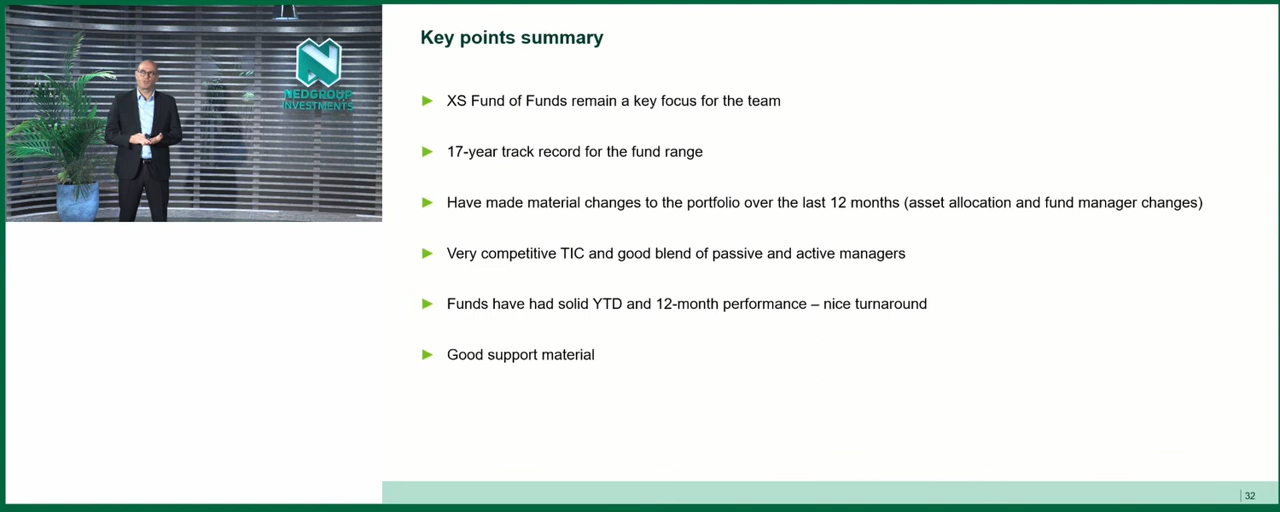 NEDGROUP
INVESTMENTS
Key points summary
XS Fund of Funds remain a key focus for the team
17-year track record for the fund range
Have made material changes to the portfolio over the last 12 months (asset allocation and fund manager changes)
Very competitive TIC and good blend of passive and active managers
Funds have had solid YTD and 12-month performance – nice turnaround
Good support material
32